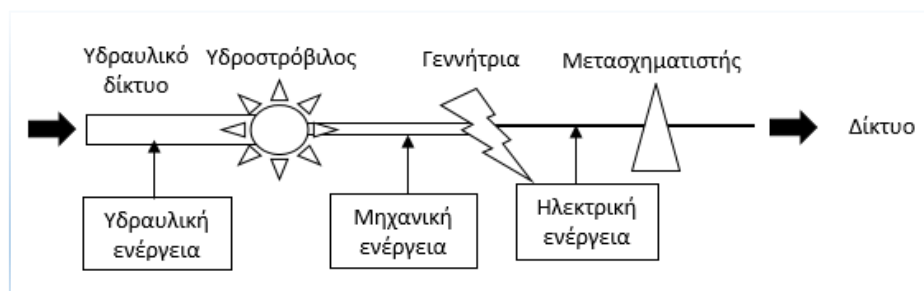 Υδραυλικό
δίκτυο
Υδροστρόβιλος
Γεννήτρια
Μετασχηματιστής
Δίκτυο
Υδραυλική
ενέργεια
Μηχανική
ενέργεια
Ηλεκτρική
ενέργεια